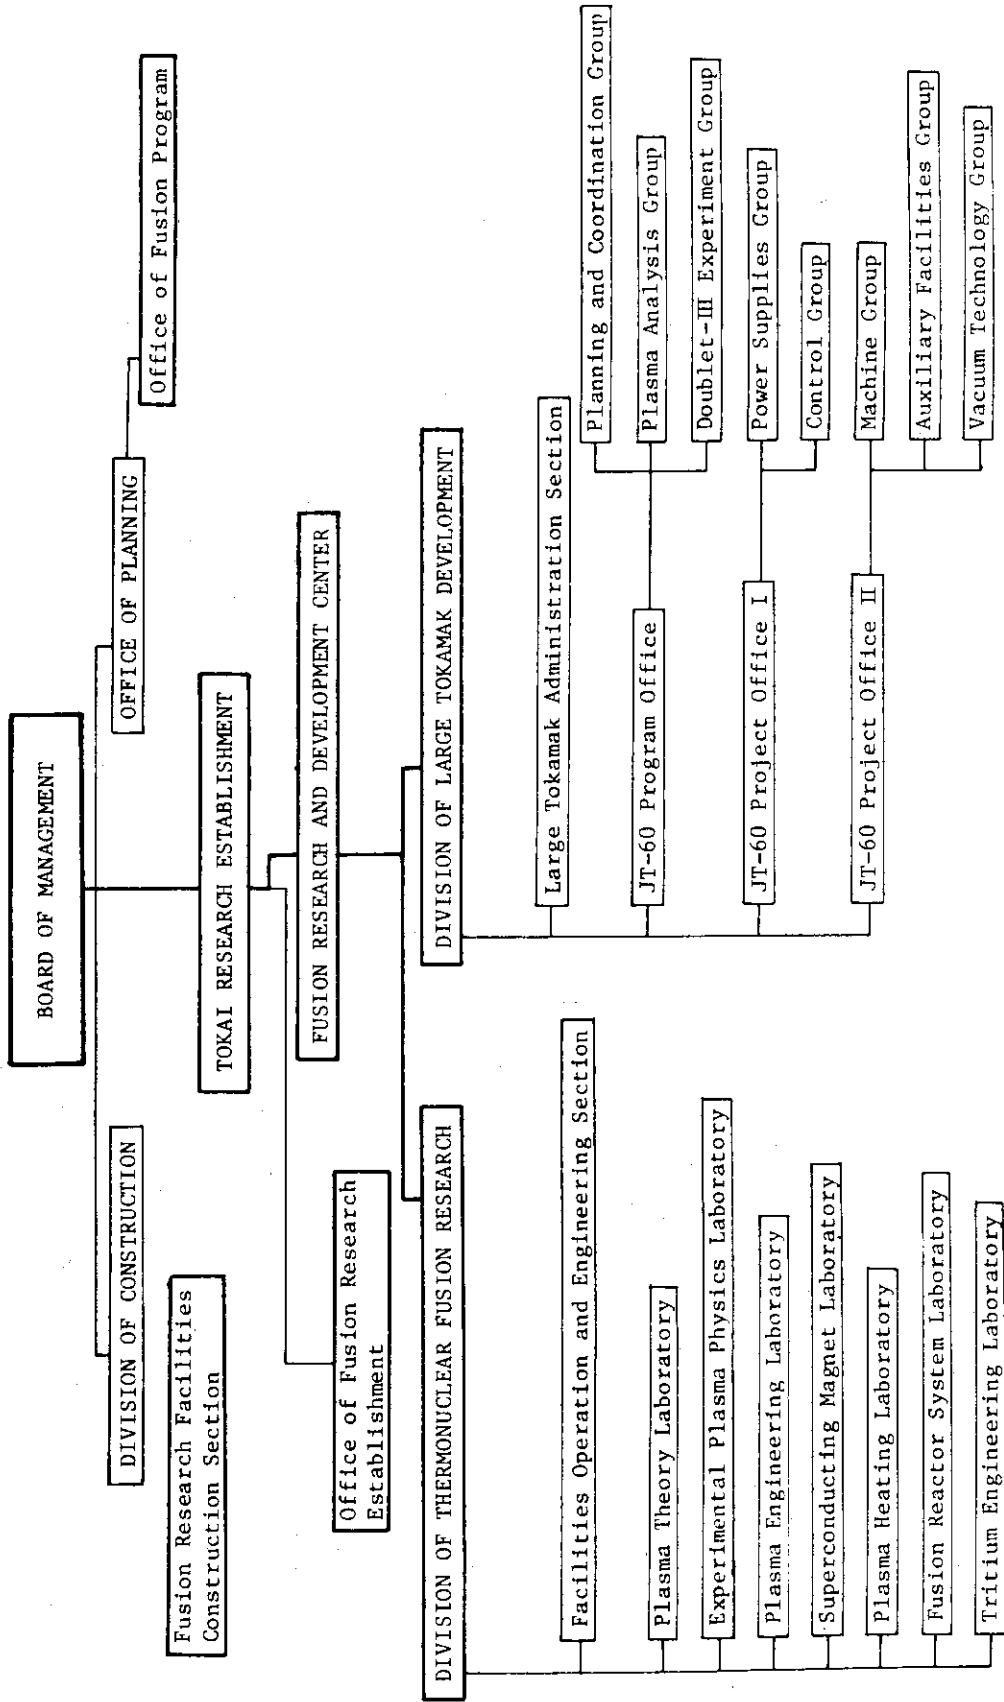 BOARD OF MANAGEMENT
DIVISION OF CONSTRUCTION
OFFICE OF PLANNING
Fusion Research Facilities
Construction Section
Office of Fusion Program
TOKAI RESEARCH ESTABLISHMENT
FUSION RESEARCH AND DEVELOPMENT CENTER
Office of Fusion Research
Establishment
DIVISION OF THERMONUCLEAR FUSION RESEARCH
DIVISION OF LARGE TOKAMAK DEVELOPMENT
Facilities Operation and Engineering Section
Plasma Theory Laboratory
Experimental Plasma Physics Laboratory
Plasma Engineering Laboratory
Superconducting Magnet Laboratory
Plasma Heating Laboratory
Fusion Reactor System Laboratory
Tritium Engineering Laboratory
Large Tokamak Administration Section
JT-60 Program Office
Planning and Coordination Group
Plasma Analysis Group
Doublet-III Experiment Group
JT-60 Project Office I
Power Supplies Group
Control Group
JT-60 Project Office II
Machine Group
Auxiliary Facilities Group
Vacuum Technology Group